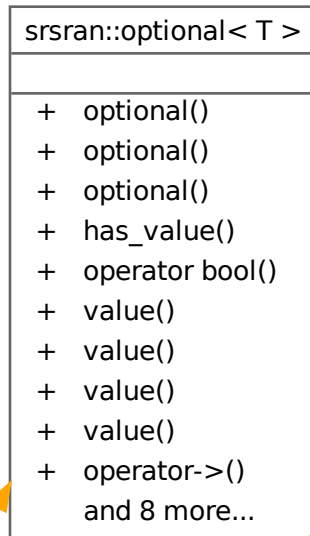 srsran::optional< T >
+ optional()
+ optional()
+ optional()
+ has_value()
+ operator bool()
+ value()
+ value()
+ value()
+ value()
+ operator->()
and 8 more...